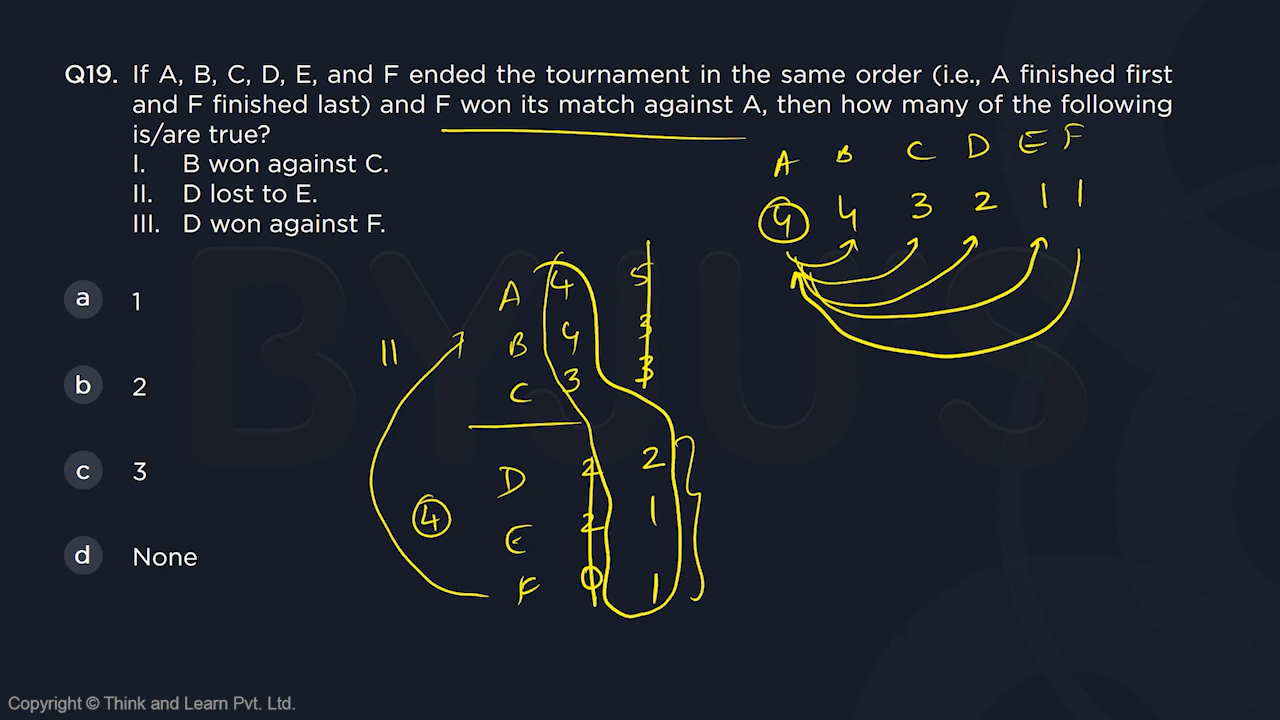 Q19. If A, B, C, D, E, and F ended the tournament in the same order (i.e., A finished first
and F finished last) and F won its match against A, then how many of the following
is/are true?
I. B won against C.
II. D lost to E.
III. D won against F.
A B C D E F
4 4 3 2 1 1
a 1
b 2
c 3
d None
A 4 5
B 4 3
C 3 3
11
D 2 2
4
E 2 1
F 0 1
BYJU'S
Copyright © Think and Learn Pvt. Ltd.